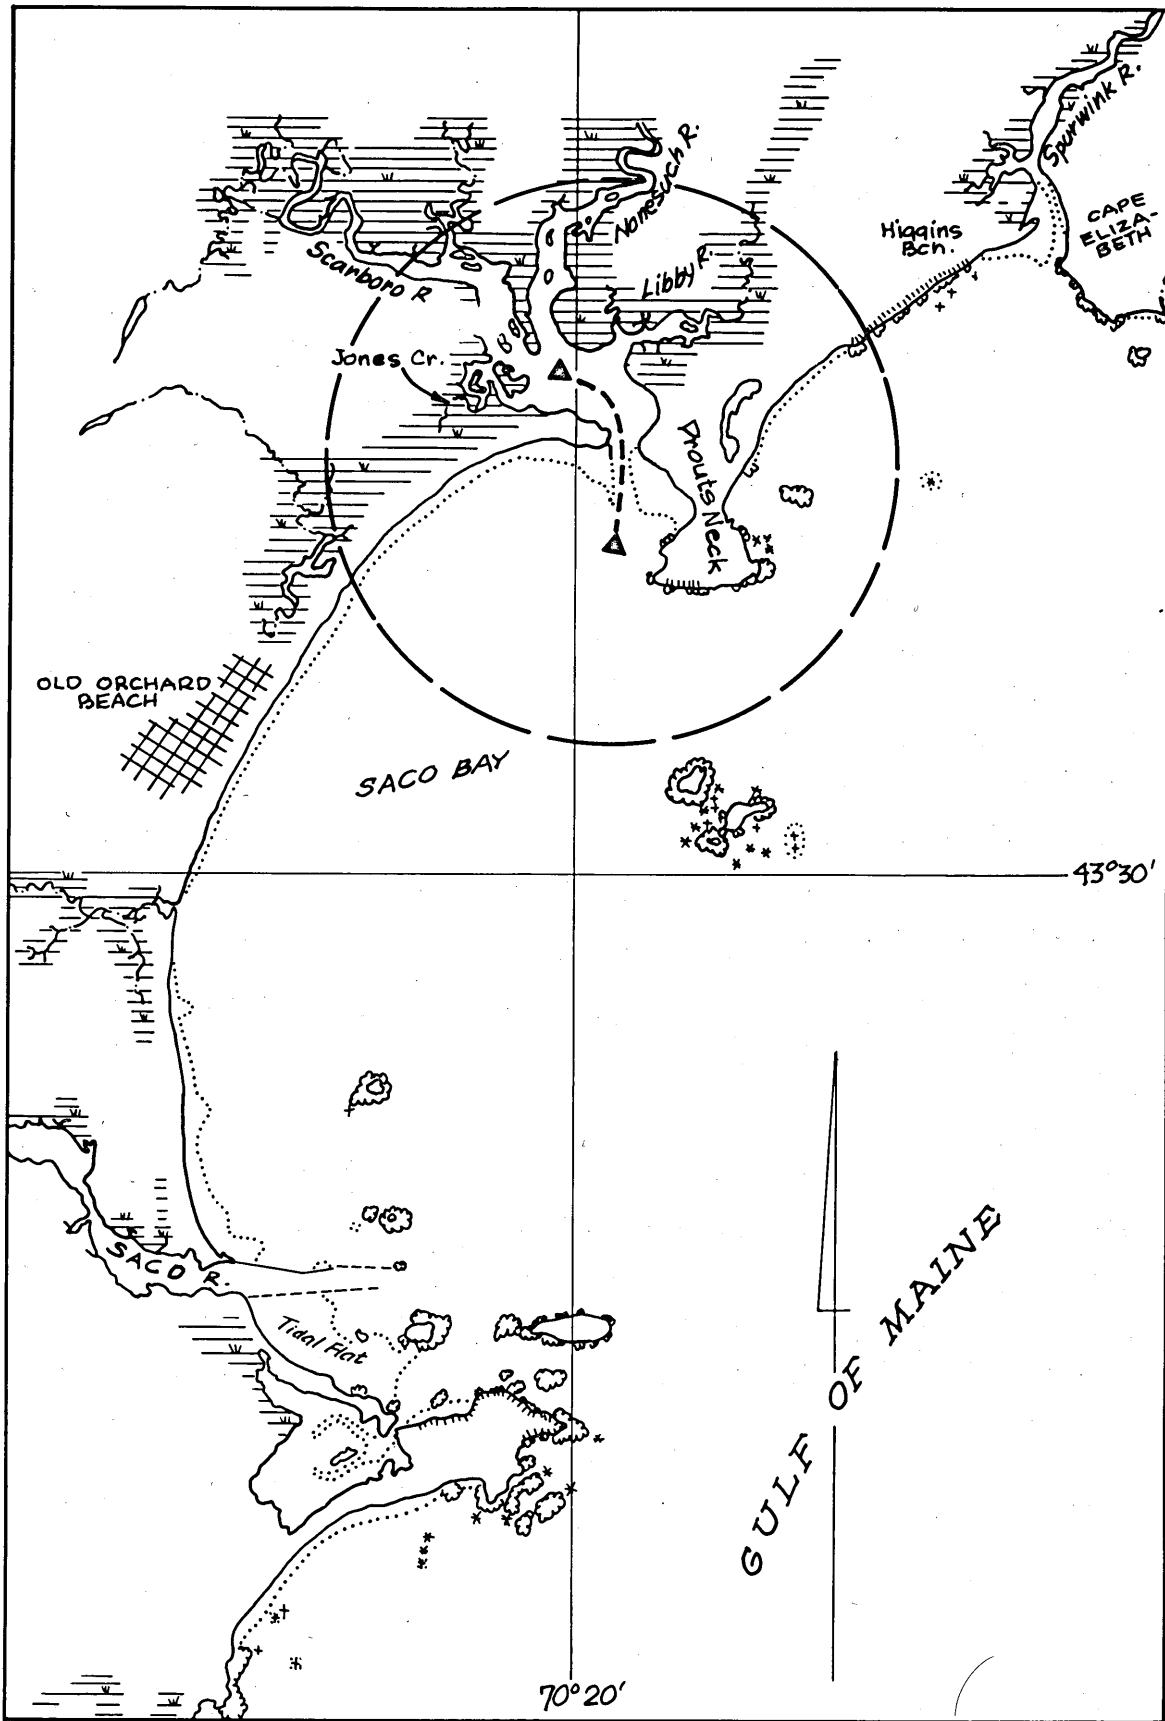 Spurwink R.
Nonesuch R.
CAPE
ELIZA-
BETH
Higgins
Bch.
Scarboro R
Libby R.
Jones Cr.
Prouts Neck
OLD ORCHARD
BEACH
SACO BAY
43°30'
SACO R.
Tidal Flat
GULF OF MAINE
70°20'